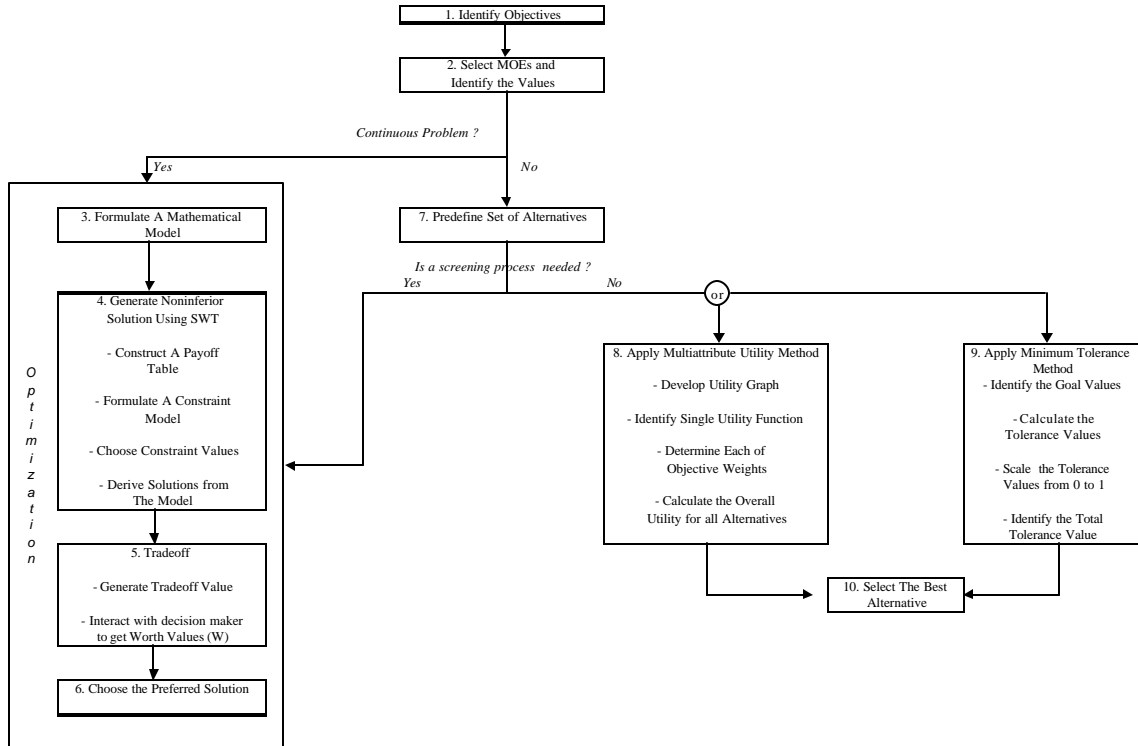 1. Identify Objectives
2. Select MOEs and
Identify the Values
Continuous Problem ?
Yes
No
3. Formulate A Mathematical
Model
7. Predefine Set of Alternatives
Is a screening process needed ?
Yes
No
or
4. Generate Noninferior
Solution Using SWT
- Construct A Payoff
Table
- Formulate A Constraint
Model
- Choose Constraint Values
- Derive Solutions from
The Model
Optimization
8. Apply Multiattribute Utility Method
- Develop Utility Graph
- Identify Single Utility Function
- Determine Each of
Objective Weights
- Calculate the Overall
Utility for all Alternatives
9. Apply Minimum Tolerance
Method
- Identify the Goal Values
- Calculate the
Tolerance Values
- Scale the Tolerance
Values from 0 to 1
- Identify the Total
Tolerance Value
5. Tradeoff
- Generate Tradeoff Value
- Interact with decision maker
to get Worth Values (W)
10. Select The Best
Alternative
6. Choose the Preferred Solution